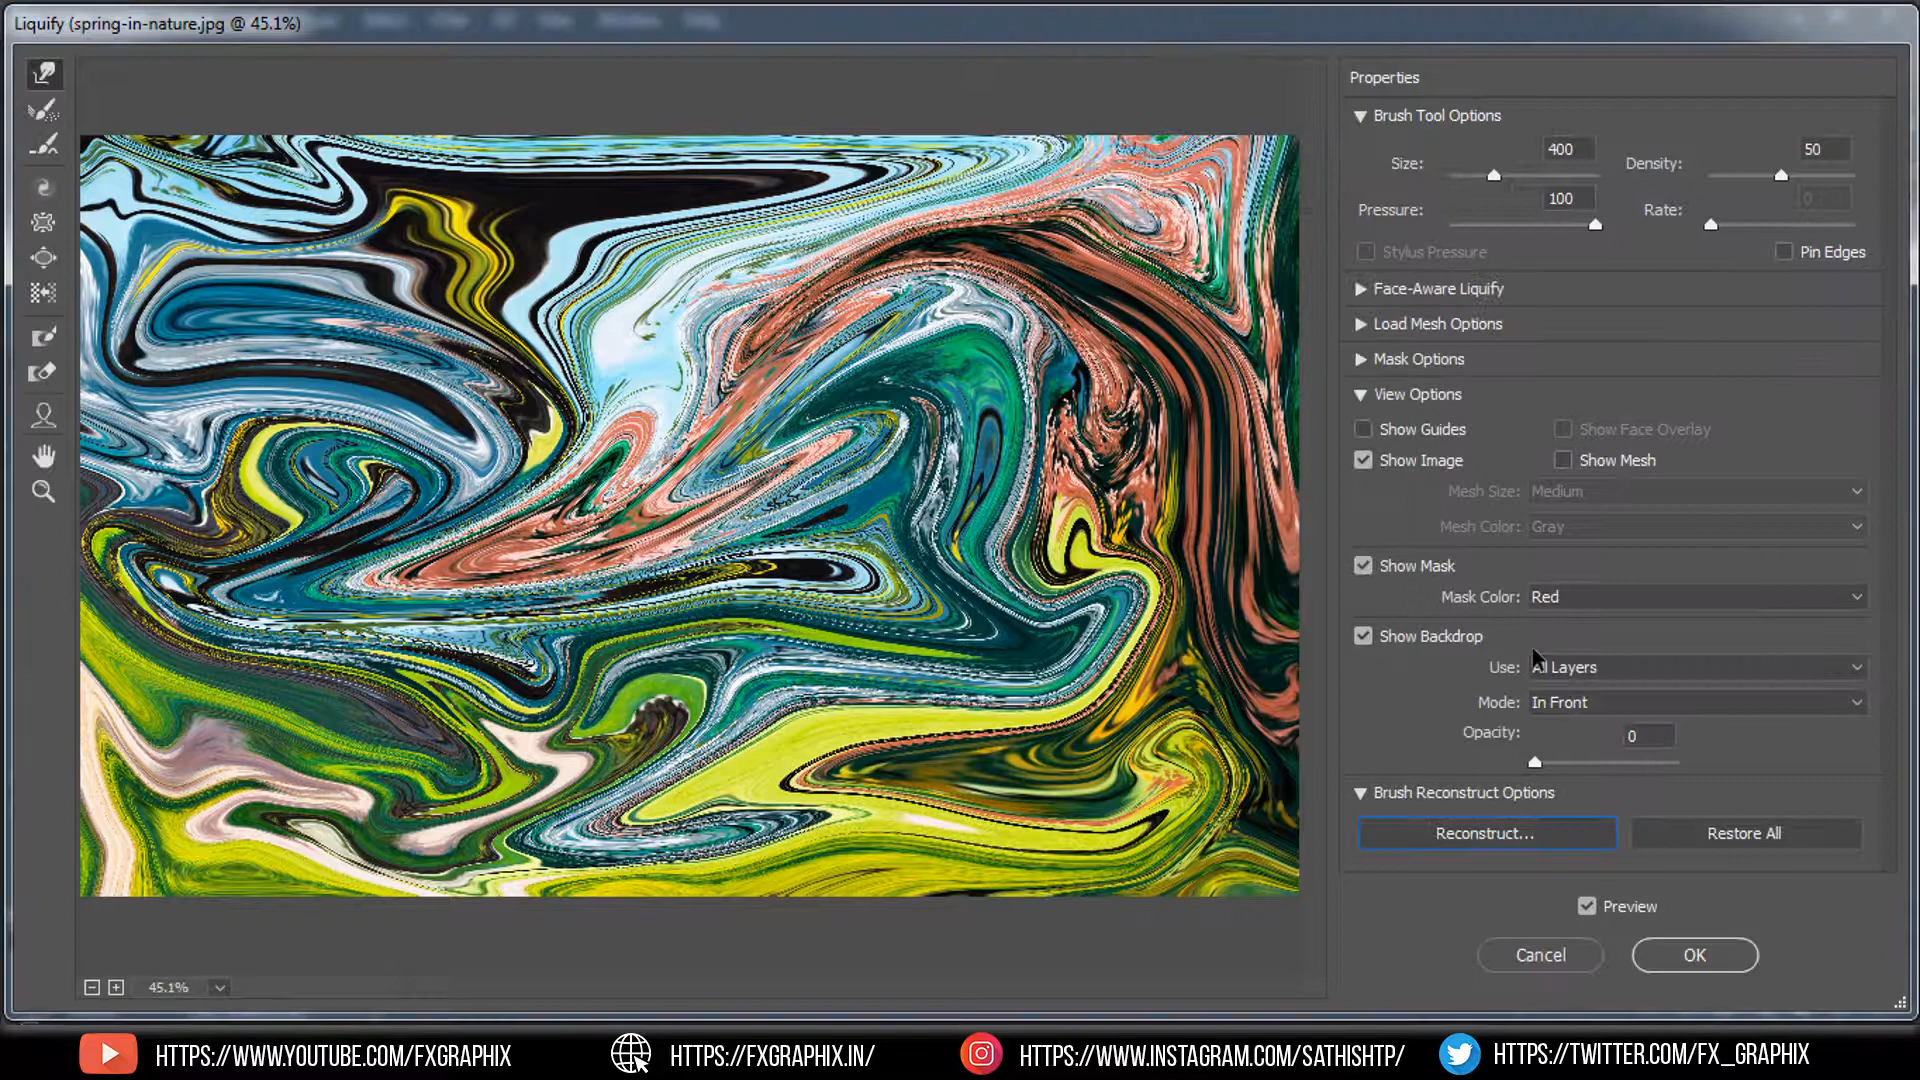 Liquify (spring-in-nature.jpg @ 45.1%)
Properties
Brush Tool Options
Size: 400
Density: 50
Pressure: 100
Rate: 0
Stylus Pressure
Pin Edges
Face-Aware Liquify
Load Mesh Options
Mask Options
View Options
Show Guides
Show Face Overlay
Show Image
Show Mesh
Mesh Size: Medium
Mesh Color: Gray
Show Mask
Mask Color: Red
Show Backdrop
Use: All Layers
Mode: In Front
Opacity: 0
Brush Reconstruct Options
Reconstruct...
Restore All
Preview
Cancel
OK
45.1%
HTTPS://WWW.YOUTUBE.COM/FXGRAPHIX
HTTPS://FXGRAPHIX.IN/
HTTPS://WWW.INSTAGRAM.COM/SATHISHTP/
HTTPS://TWITTER.COM/FX_GRAPHIX